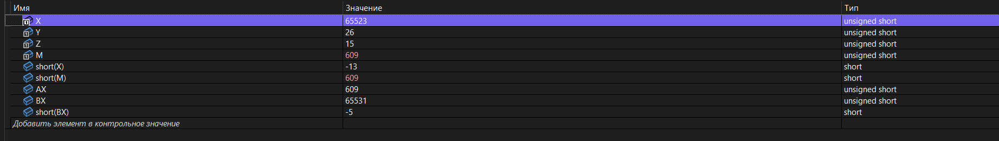 Имя Значение Тип
X 65523 unsigned short
Y 26 unsigned short
Z 15 unsigned short
M 609 unsigned short
short(X) -13 short
short(M) 609 short
AX 609 unsigned short
BX 65531 unsigned short
short(BX) -5 short
Добавить элемент в контрольное значение